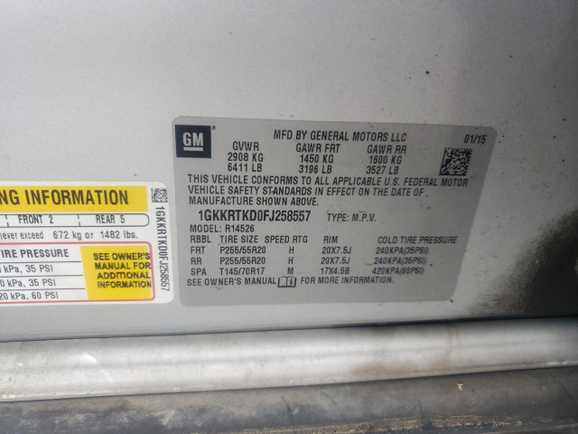 GM
MFD BY GENERAL MOTORS LLC
01/15
GVWR GAWR FRT GAWR RR
2908 KG 1450 KG 1600 KG
6411 LB 3196 LB 3527 LB
THIS VEHICLE CONFORMS TO ALL APPLICABLE U.S. FEDERAL MOTOR
VEHICLE SAFETY STANDARDS IN EFFECT ON THE DATE OF
MANUFACTURE SHOWN ABOVE.
1GKKRTKD0FJ258557 TYPE: M.P.V.
MODEL: R14526
RBBL TIRE SIZE SPEED RTG RIM COLD TIRE PRESSURE
FRT P255/55R20 H 20X7.5J 240KPA(35PSI)
RR P255/55R20 H 20X7.5J 240KPA(35PSI)
SPA T145/70R17 M 17X4.5B 420KPA(60PSI)
SEE OWNER'S MANUAL FOR MORE INFORMATION.
ING INFORMATION
FRONT 2 REAR 5
never exceed 672 kg or 1482 lbs.
TIRE PRESSURE
kPA, 35 PSI
0 kPA, 35 PSI
20 kPA, 60 PSI
SEE OWNER'S
MANUAL FOR
ADDITIONAL
INFORMATION
1GKKRTKD0FJ258557